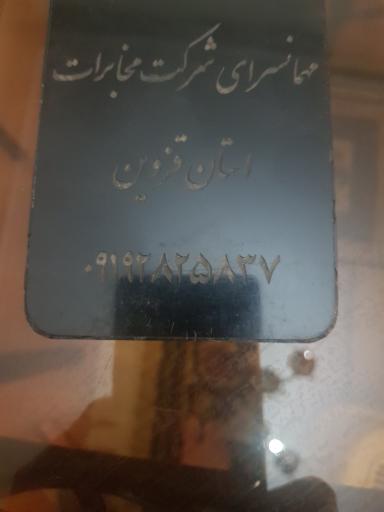 مهمانسرای شرکت مخابرات
استان قزوین
۰۹۱۹۲۸۲۵۸۳۷